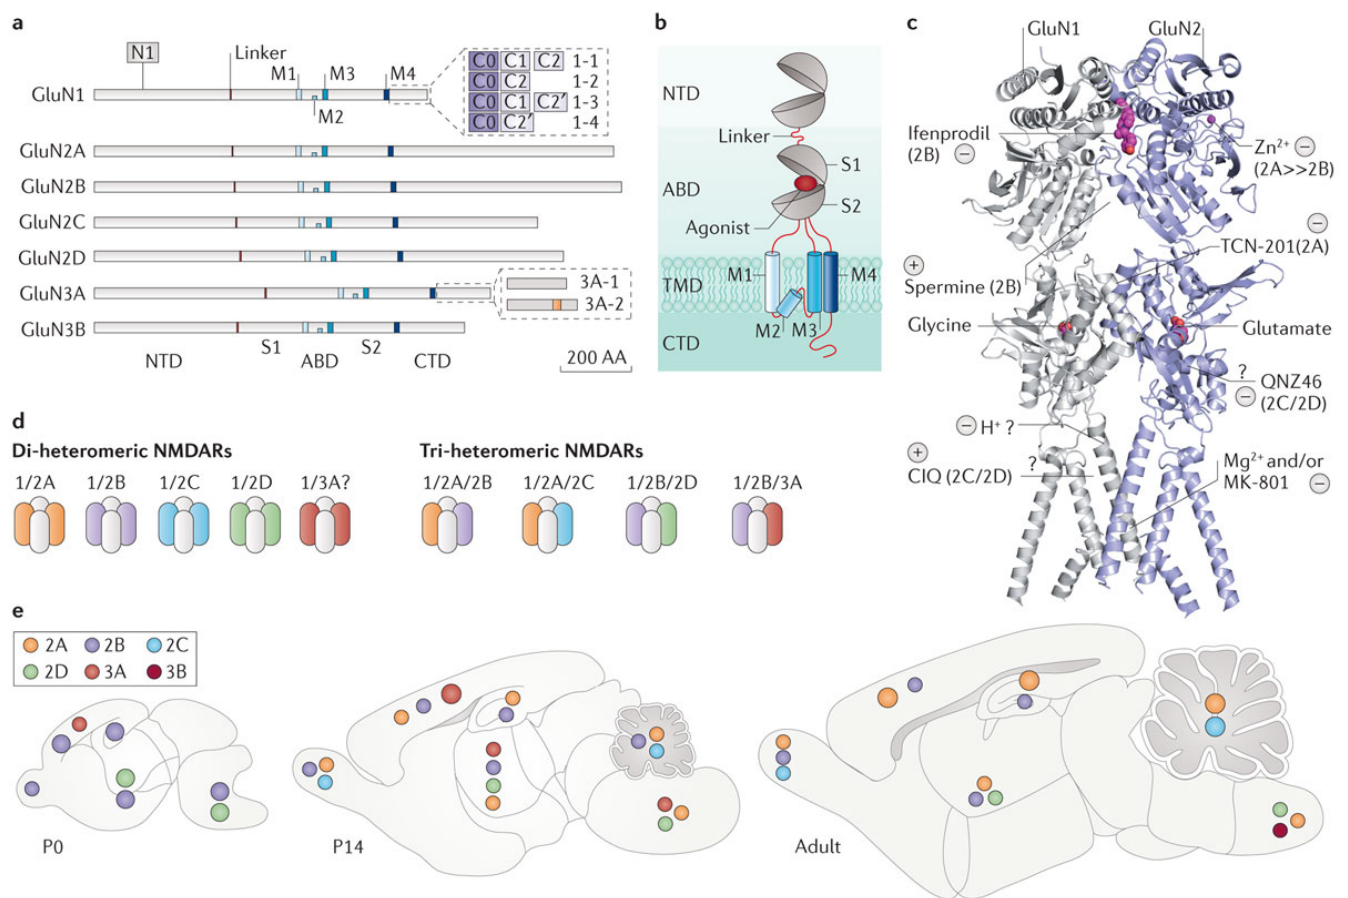 a
N1
Linker
M1
M3
M4
GluN1
M2
C0 C1 C2 1-1
C0 C2 1-2
C0 C1 C2′ 1-3
C0 C2′ 1-4
GluN2A
GluN2B
GluN2C
GluN2D
GluN3A
3A-1
3A-2
GluN3B
S1
S2
NTD
ABD
CTD
200 AA
b
NTD
Linker
ABD
S1
S2
Agonist
TMD
M1
M4
M2
M3
CTD
c
GluN1
GluN2
Ifenprodil
(2B) −
Zn2+ −
(2A>>2B)
−
TCN-201(2A)
+
Spermine (2B)
Glycine
Glutamate
?
QNZ46
− (2C/2D)
− H+ ?
+
CIQ (2C/2D)
?
Mg2+ and/or
MK-801 −
d
Di-heteromeric NMDARs
1/2A 1/2B 1/2C 1/2D 1/3A?
Tri-heteromeric NMDARs
1/2A/2B 1/2A/2C 1/2B/2D 1/2B/3A
e
2A 2B 2C
2D 3A 3B
P0
P14
Adult